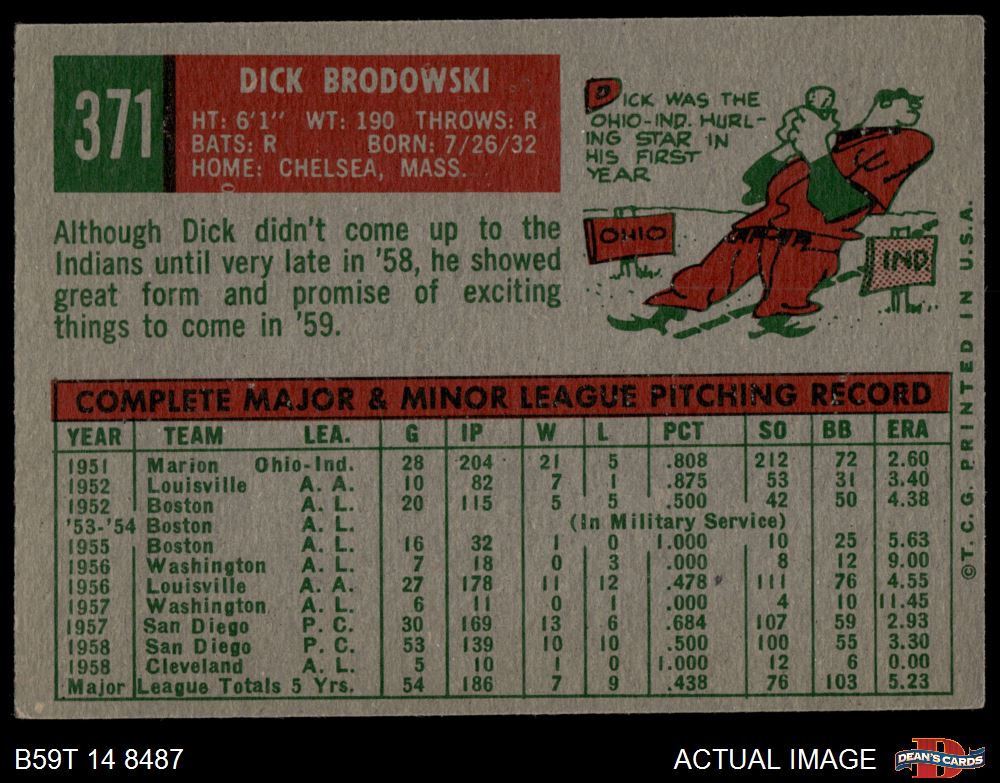 371
DICK BRODOWSKI
HT: 6'1" WT: 190 THROWS: R
BATS: R BORN: 7/26/32
HOME: CHELSEA, MASS.
DICK WAS THE
OHIO-IND. HURL-
ING STAR IN
HIS FIRST
YEAR
OHIO
IND
Although Dick didn't come up to the
Indians until very late in '58, he showed
great form and promise of exciting
things to come in '59.
COMPLETE MAJOR & MINOR LEAGUE PITCHING RECORD
YEAR TEAM LEA. G IP W L PCT SO BB ERA
1951 Marion Ohio-Ind. 28 204 21 5 .808 212 72 2.60
1952 Louisville A. A. 10 82 7 1 .875 53 31 3.40
1952 Boston A. L. 20 115 5 5 .500 42 50 4.38
'53-'54 Boston A. L. (In Military Service)
1955 Boston A. L. 16 32 1 0 1.000 10 25 5.63
1956 Washington A. L. 7 18 0 3 .000 8 12 9.00
1956 Louisville A. A. 27 178 11 12 .478 111 76 4.55
1957 Washington A. L. 6 11 0 1 .000 4 10 11.45
1957 San Diego P. C. 30 169 13 6 .684 107 59 2.93
1958 San Diego P. C. 53 139 10 10 .500 100 55 3.30
1958 Cleveland A. L. 5 10 1 0 1.000 12 6 0.00
Major League Totals 5 Yrs. 54 186 7 9 .438 76 103 5.23
©T. C. G. PRINTED IN U.S.A.
B59T 14 8487
ACTUAL IMAGE
D
DEAN'S CARDS